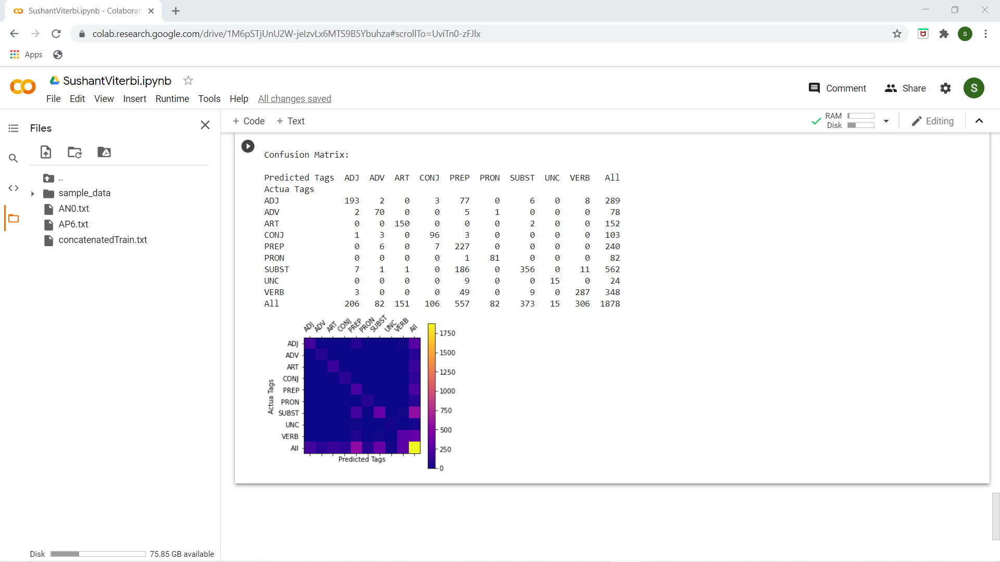 SushantViterbi.ipynb - Colaborat
colab.research.google.com/drive/1M6pSTjUnU2W-jeIzvLx6MTS9B5Ybuhza#scrollTo=UviTn0-zFJlx
S
Apps
SushantViterbi.ipynb
File Edit View Insert Runtime Tools Help All changes saved
Comment Share S
Files
+ Code + Text
RAM
Disk
Editing
..
sample_data
AN0.txt
AP6.txt
concatenatedTrain.txt
Disk 75.85 GB available
Confusion Matrix:
Predicted Tags ADJ ADV ART CONJ PREP PRON SUBST UNC VERB All
Actua Tags
ADJ 193 2 0 3 77 0 6 0 8 289
ADV 2 70 0 0 5 1 0 0 0 78
ART 0 0 150 0 0 0 2 0 0 152
CONJ 1 3 0 96 3 0 0 0 0 103
PREP 0 6 0 7 227 0 0 0 0 240
PRON 0 0 0 0 1 81 0 0 0 82
SUBST 7 1 1 0 186 0 356 0 11 562
UNC 0 0 0 0 9 0 0 15 0 24
VERB 3 0 0 0 49 0 9 0 287 348
All 206 82 151 106 557 82 373 15 306 1878
ADJ ADV ART CONJ PREP PRON SUBST UNC VERB All
ADJ
ADV
ART
CONJ
PREP
PRON
SUBST
UNC
VERB
All
Actua Tags
Predicted Tags
1750
1500
1250
1000
750
500
250
0